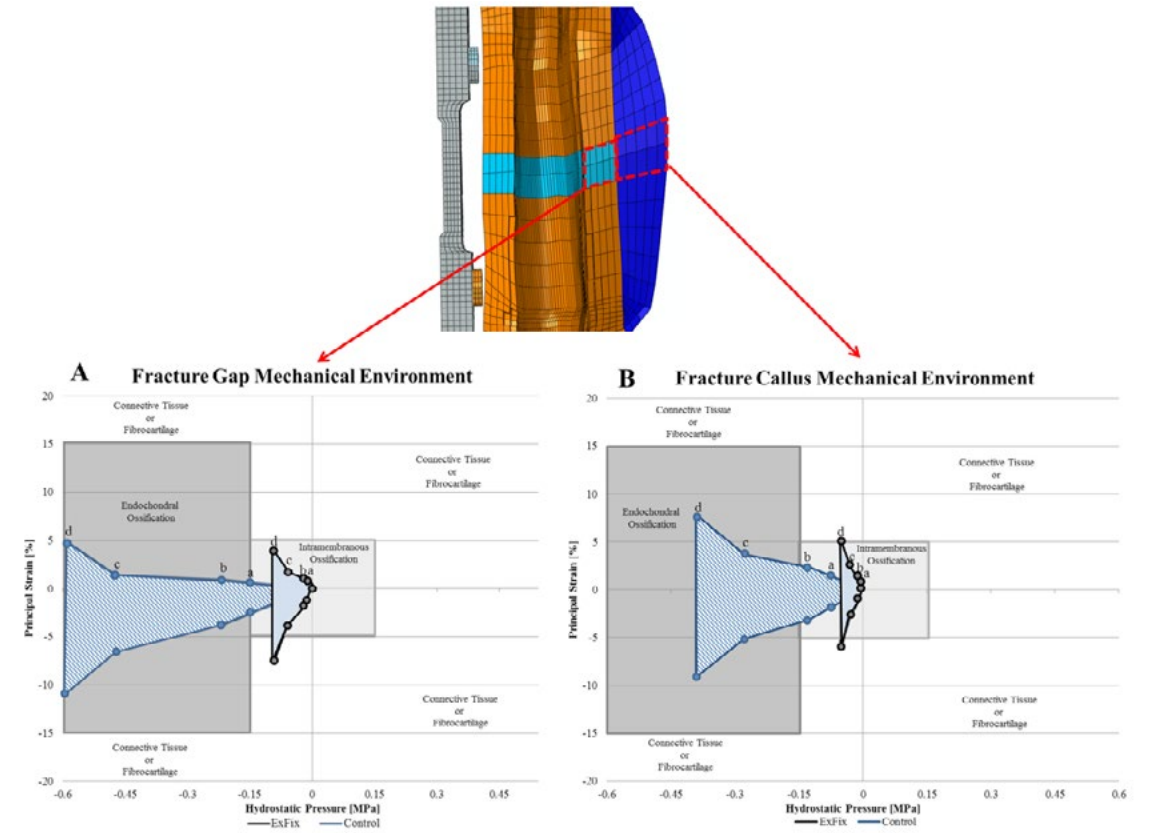 A
Fracture Gap Mechanical Environment
20
15
10
5
0
-5
-10
-15
-20
Principal Strain [%]
Connective Tissue
or
Fibrocartilage
Connective Tissue
or
Fibrocartilage
Endochondral
Ossification
Intramembranous
Ossification
d
c
b
a
d
c
b
a
Connective Tissue
or
Fibrocartilage
Connective Tissue
or
Fibrocartilage
-0.6
-0.45
-0.3
-0.15
0
0.15
0.3
0.45
Hydrostatic Pressure [MPa]
ExFix
Control
B
Fracture Callus Mechanical Environment
20
15
10
5
0
-5
-10
-15
-20
Principal Strain [%]
Connective Tissue
or
Fibrocartilage
Connective Tissue
or
Fibrocartilage
Endochondral
Ossification
Intramembranous
Ossification
d
c
b
a
d
c
b
a
Connective Tissue
or
Fibrocartilage
Connective Tissue
or
Fibrocartilage
-0.6
-0.45
-0.3
-0.15
0
0.15
0.3
0.45
0.6
Hydrostatic Pressure [MPa]
ExFix
Control